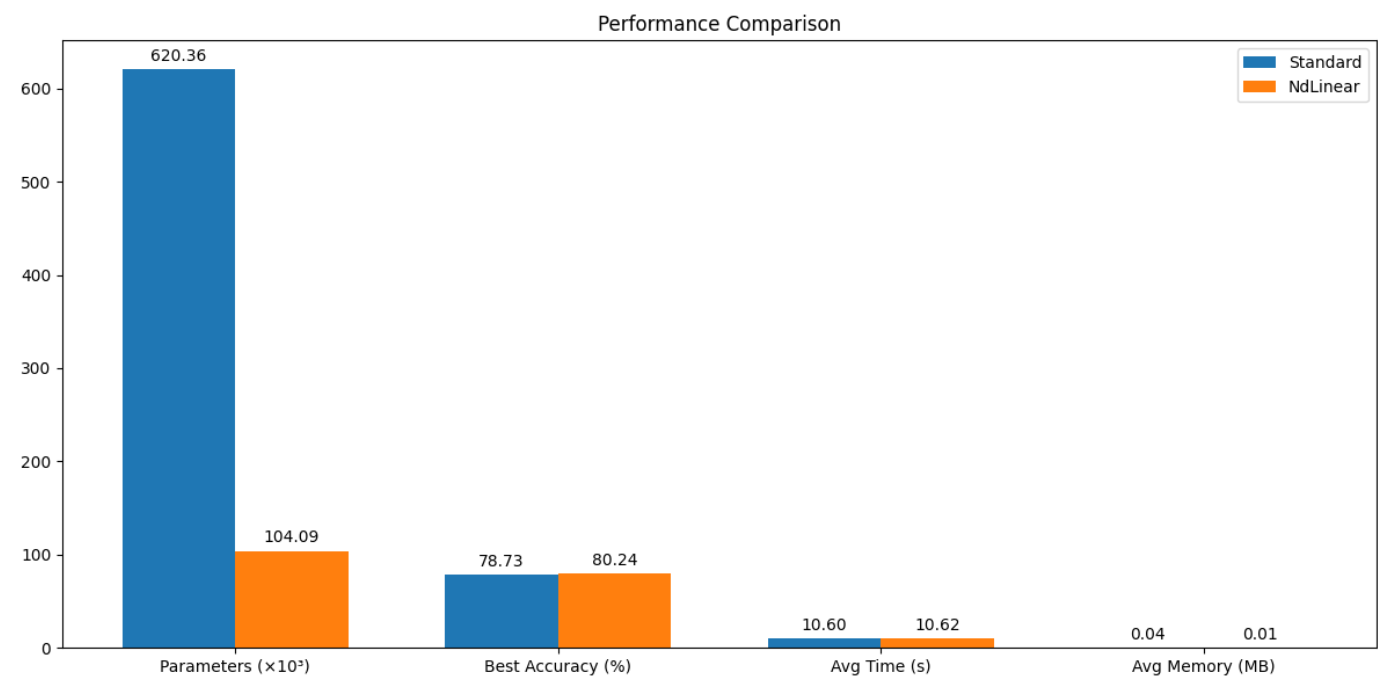 Performance Comparison
Standard
NdLinear
600
500
400
300
200
100
0
620.36
104.09
78.73
80.24
10.60
10.62
0.04
0.01
Parameters (×10³)
Best Accuracy (%)
Avg Time (s)
Avg Memory (MB)